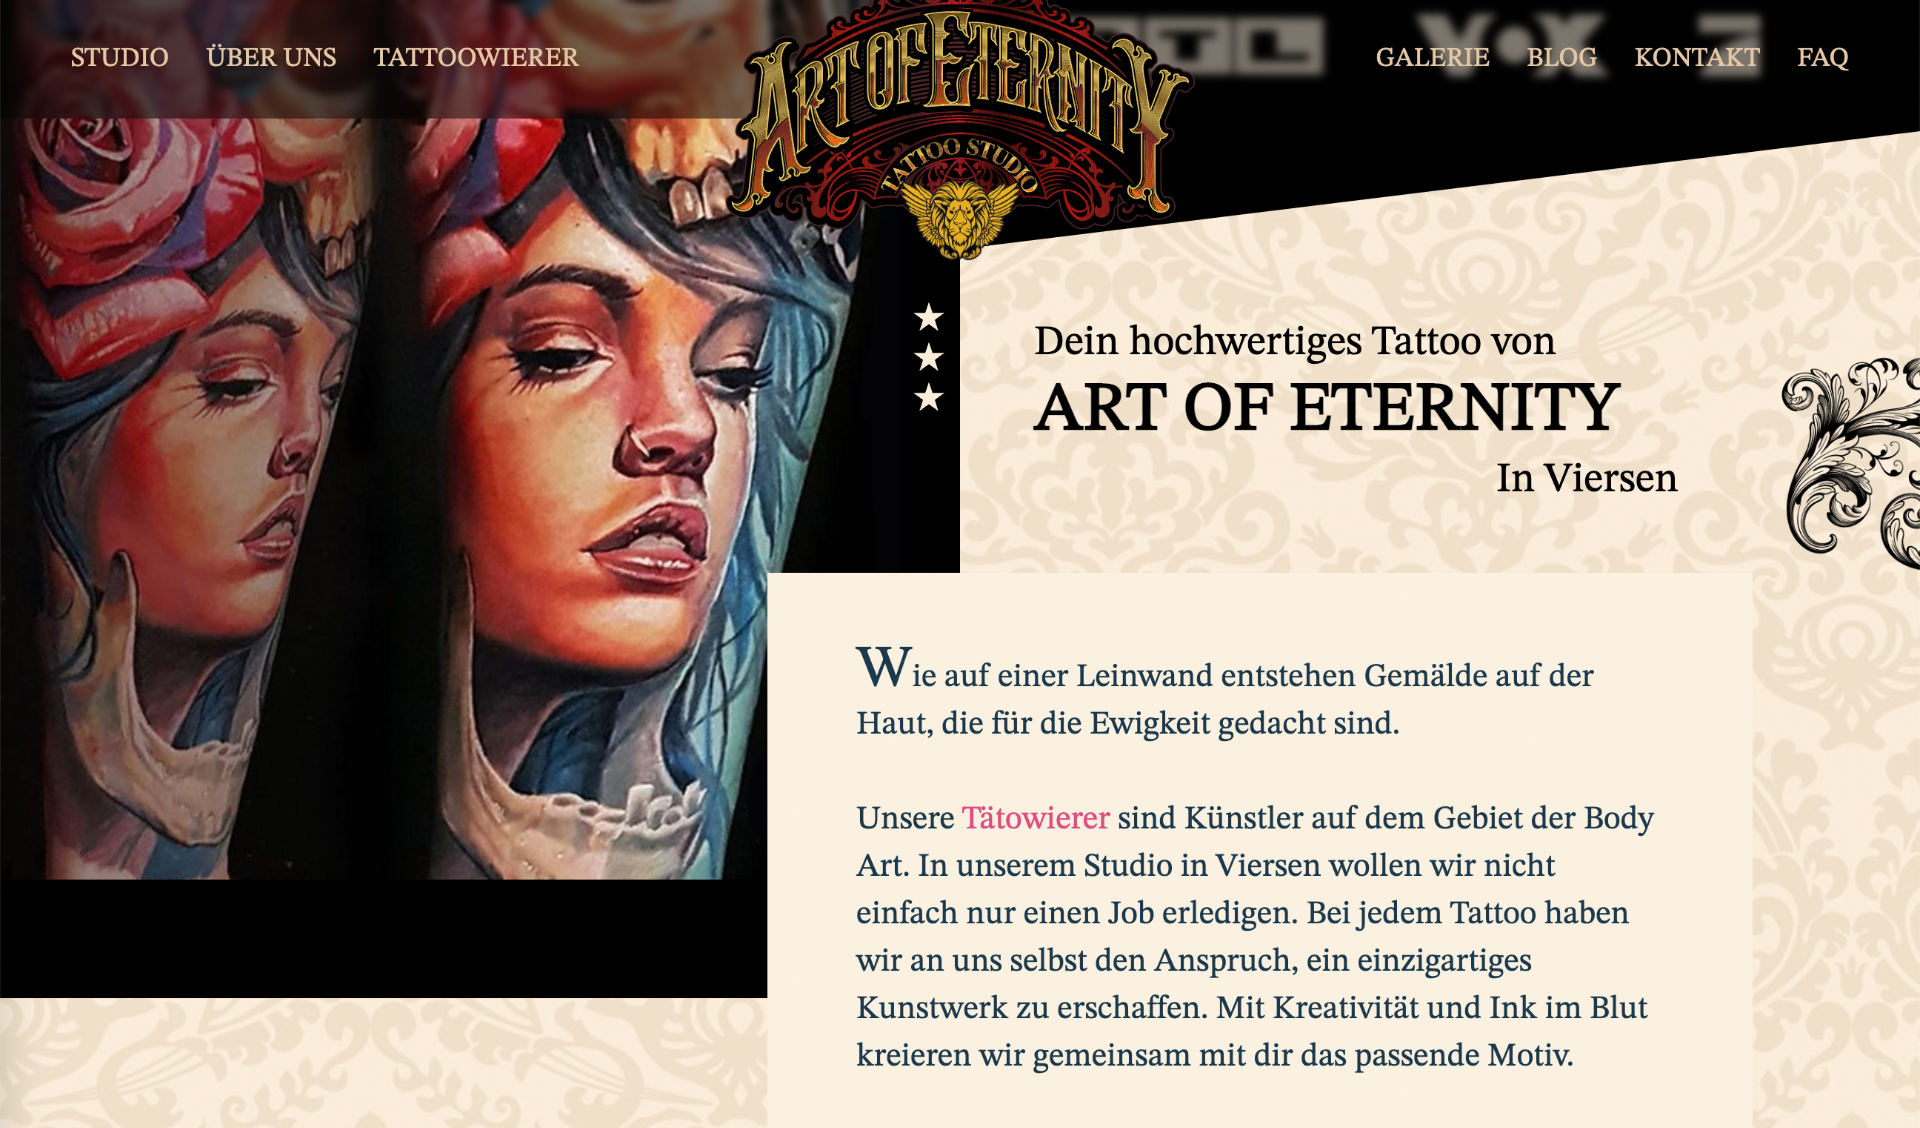 STUDIO ÜBER UNS TATTOOWIERER
ART OF ETERNITY
TATTOO STUDIO
GALERIE BLOG KONTAKT FAQ
Dein hochwertiges Tattoo von
ART OF ETERNITY
In Viersen
Wie auf einer Leinwand entstehen Gemälde auf der
Haut, die für die Ewigkeit gedacht sind.
Unsere Tätowierer sind Künstler auf dem Gebiet der Body
Art. In unserem Studio in Viersen wollen wir nicht
einfach nur einen Job erledigen. Bei jedem Tattoo haben
wir an uns selbst den Anspruch, ein einzigartiges
Kunstwerk zu erschaffen. Mit Kreativität und Ink im Blut
kreieren wir gemeinsam mit dir das passende Motiv.